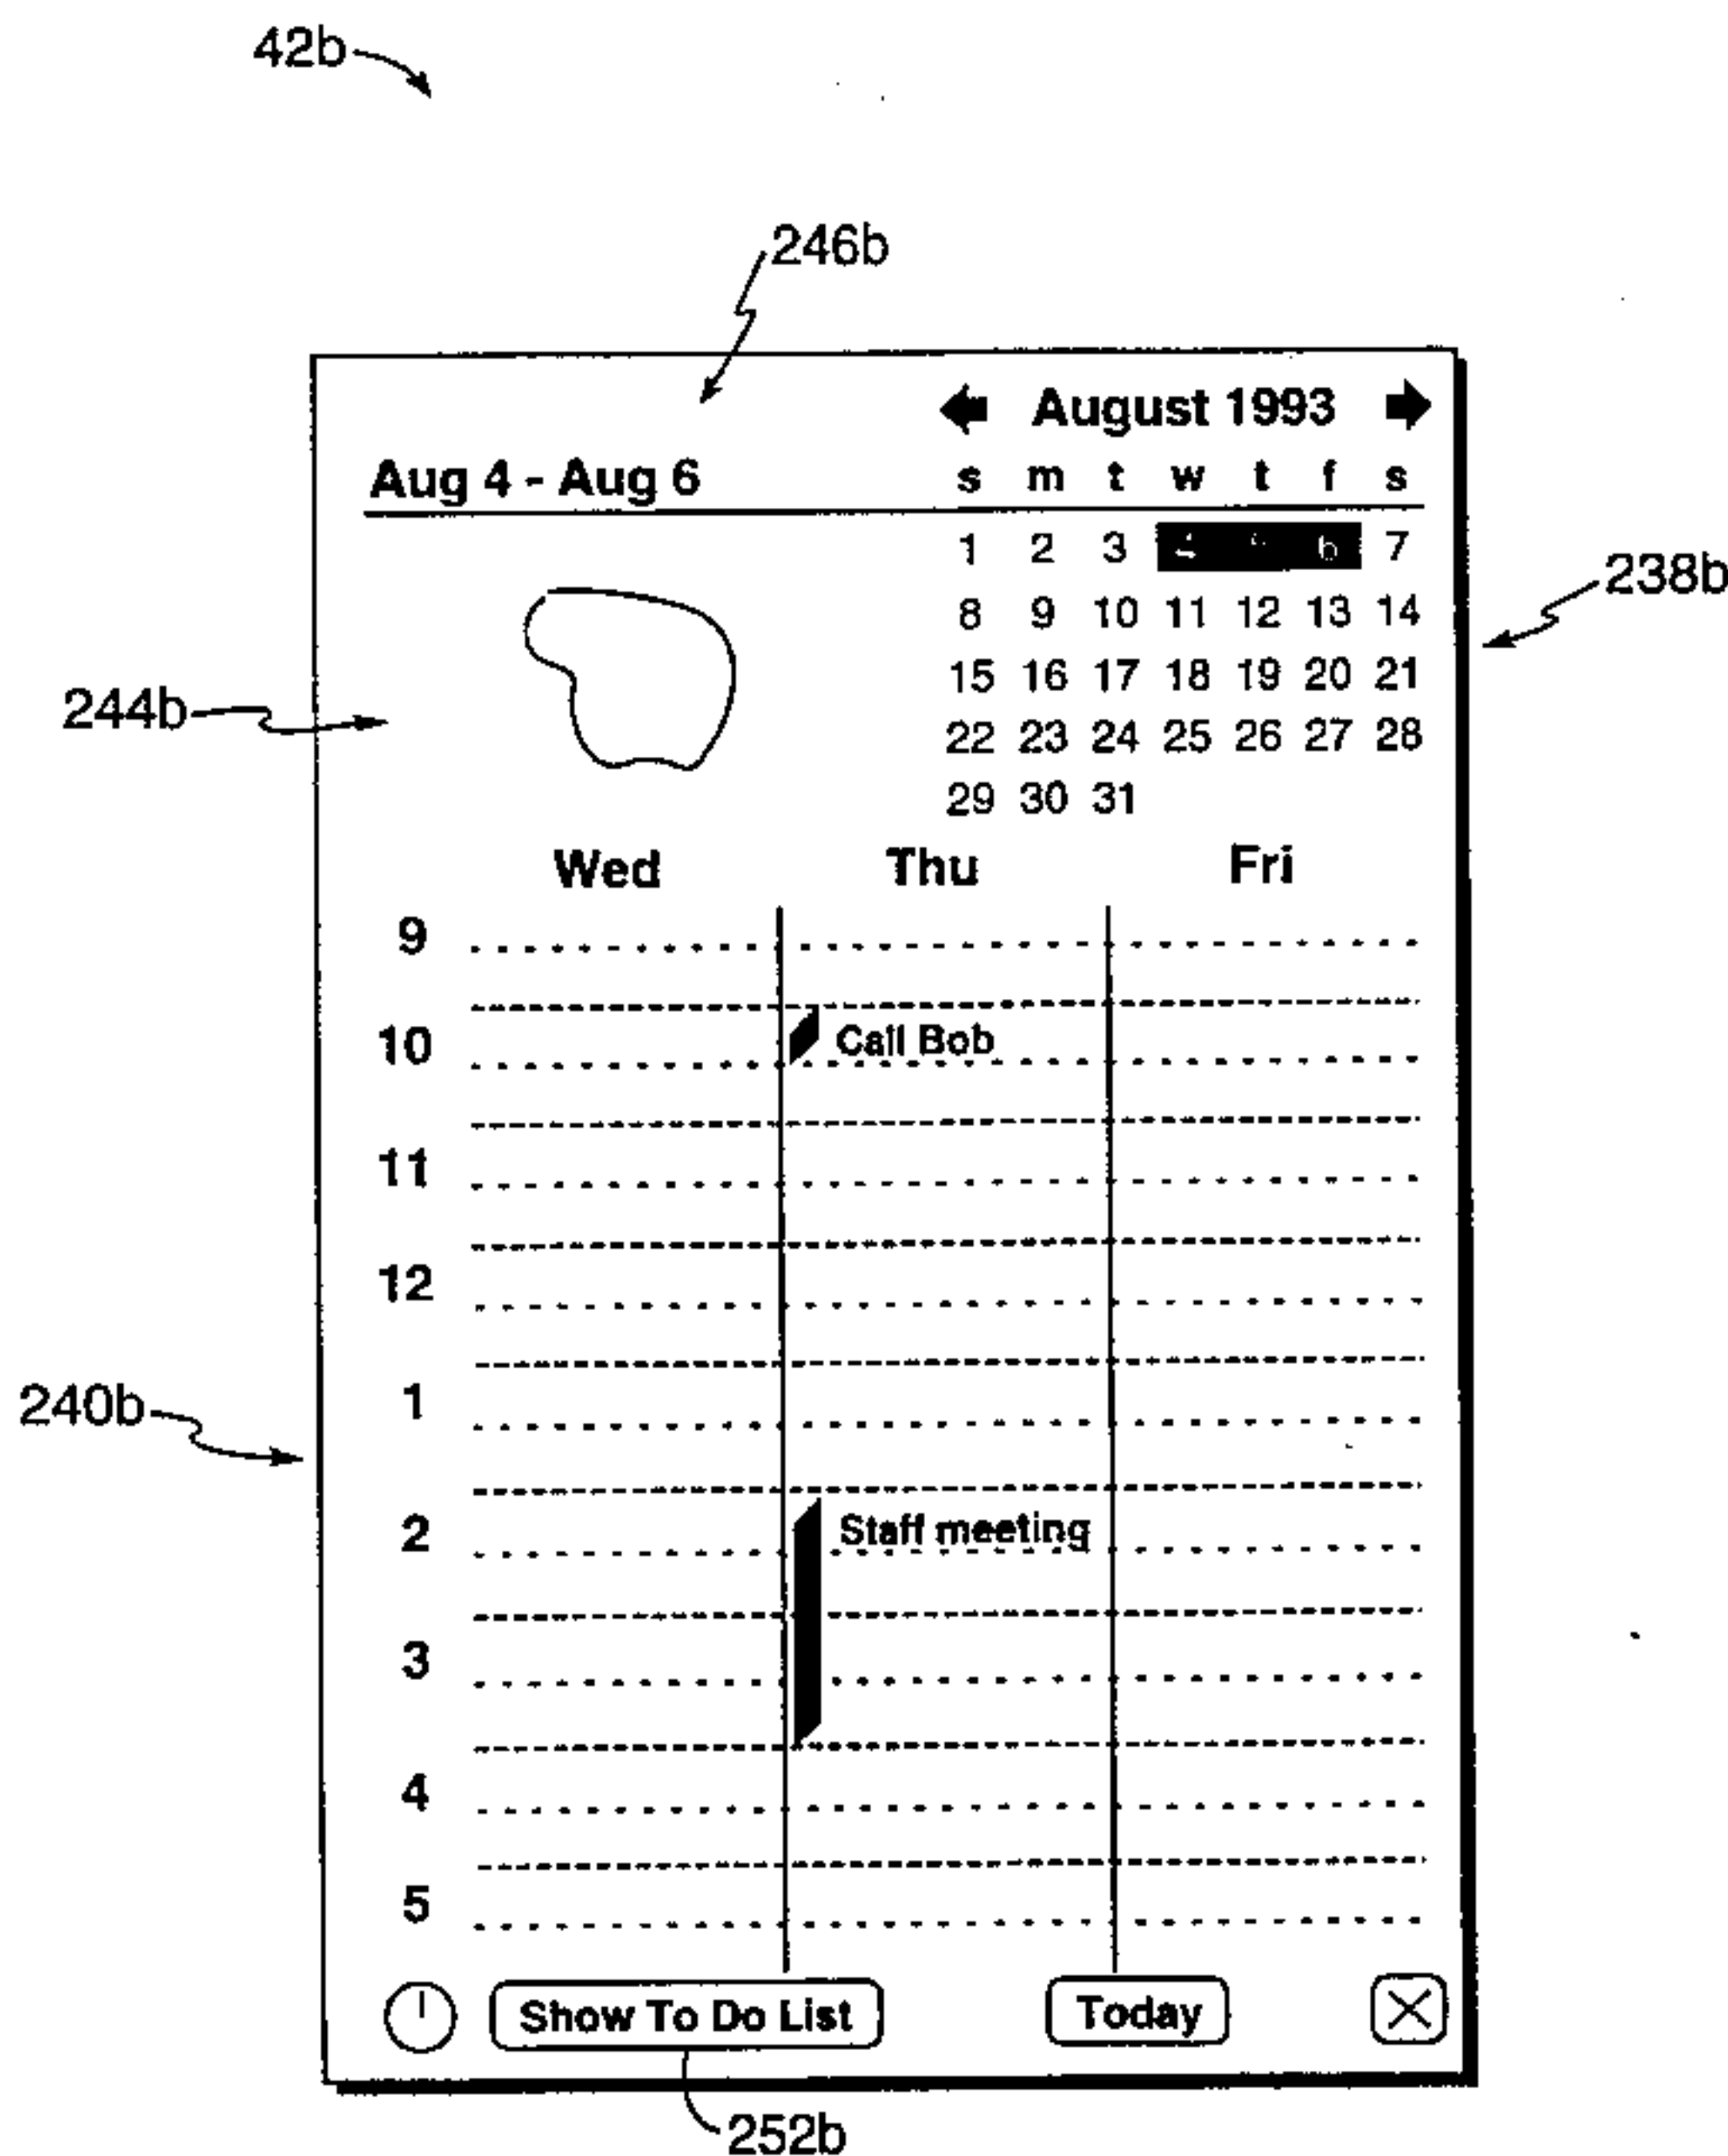 42b
246b
August 1993
Aug 4 - Aug 6
s m t w t f s
1 2 3 4 6 7
238b
8 9 10 11 12 13 14
15 16 17 18 19 20 21
244b
22 23 24 25 26 27 28
29 30 31
Wed Thu Fri
9
10 Call Bob
11
12
1
240b
2 Staff meeting
3
4
5
Show To Do List Today
252b